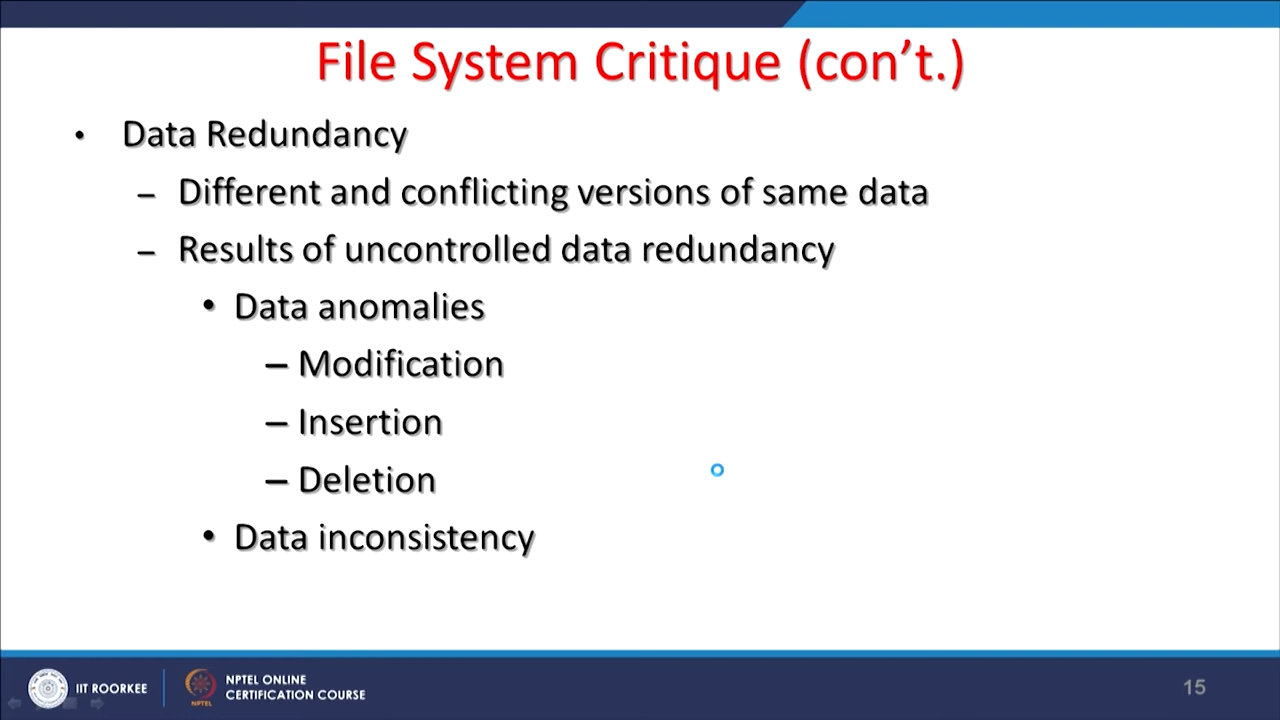 File System Critique (con’t.)
• Data Redundancy
– Different and conflicting versions of same data
– Results of uncontrolled data redundancy
• Data anomalies
– Modification
– Insertion
– Deletion
• Data inconsistency
IIT ROORKEE
NPTEL ONLINE
CERTIFICATION COURSE
NPTEL
15